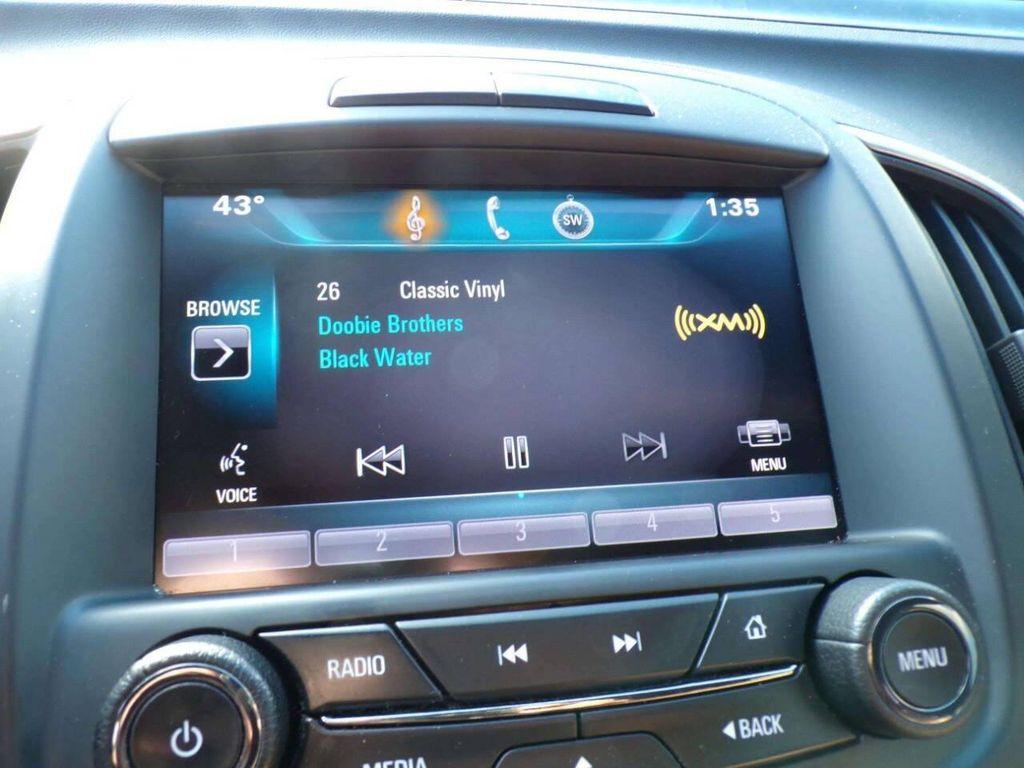 43°
SW
1:35
BROWSE
26 Classic Vinyl
Doobie Brothers
Black Water
XM
VOICE
MENU
1 2 3 4 5
RADIO
MENU
MEDIA
BACK